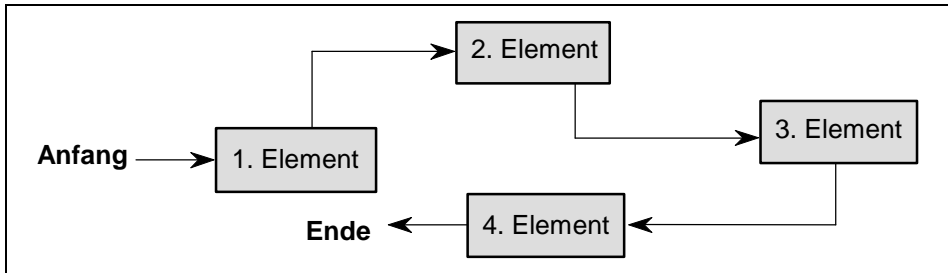 Anfang
1. Element
2. Element
3. Element
4. Element
Ende